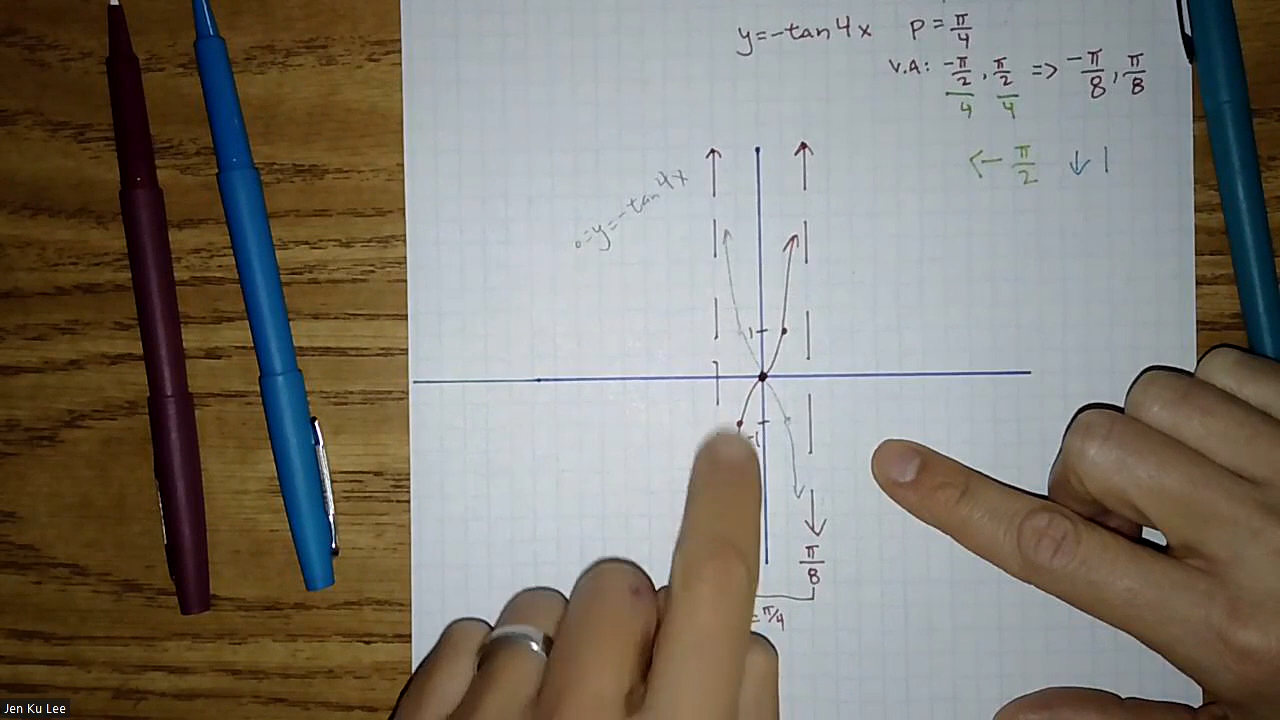 y=-tan4x P=π/4
V.A: -π/2/4, π/2/4 => -π/8, π/8
← π/2 ↓ 1
o=y=-tan4x
1
-1
π/8
=π/4
Jen Ku Lee